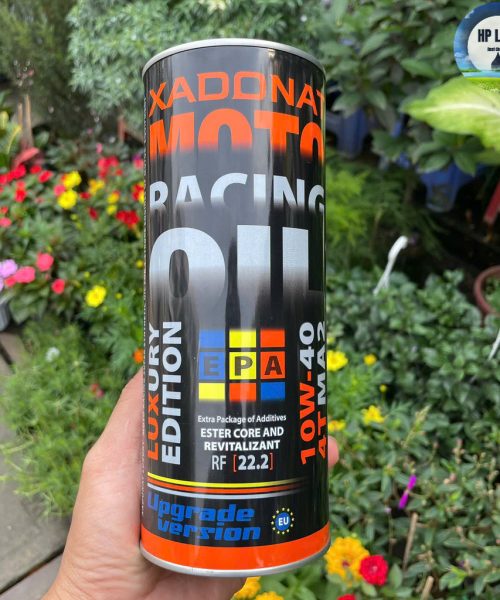 HP L
XADONAT
MOTO
RACING
OIL
LUXURY
EDITION
10W-40
4T MA2
EPA
Extra Package of Additives
ESTER CORE AND
REVITALIZANT
RF [22.2]
Upgrade
version
EU